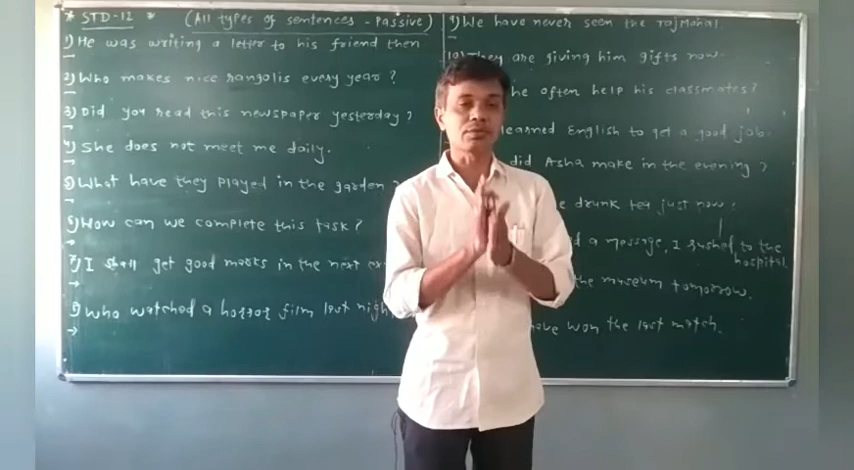 * STD-12 * (All types of sentences - Passive)
1) He was writing a letter to his friend then
2) Who makes nice rangolis every year?
3) Did you read this newspaper yesterday?
4) She does not meet me daily.
5) What have they played in the garden
6) How can we complete this task?
7) I shall get good marks in the next
8) Who watched a horror film last
9) We have never seen the Tajmahal.
They are giving him gifts now.
he often help his classmates?
learned English to get a good job.
did Asha make in the evening?
drunk tea just now.
a message, I rushed to the
hospital.
the museum tomorrow.
have won the last match.